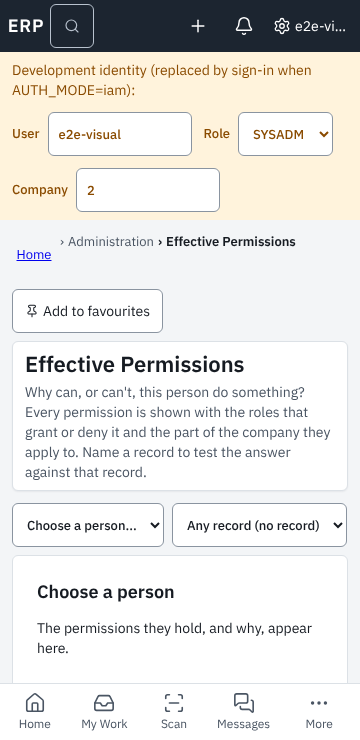 ERP
e2e-vi...
Development identity (replaced by sign-in when
AUTH_MODE=iam):
User e2e-visual Role SYSADM
Company 2
Home › Administration › Effective Permissions
Add to favourites
Effective Permissions
Why can, or can't, this person do something?
Every permission is shown with the roles that
grant or deny it and the part of the company they
apply to. Name a record to test the answer
against that record.
Choose a person... Any record (no record)
Choose a person
The permissions they hold, and why, appear
here.
Home My Work Scan Messages More